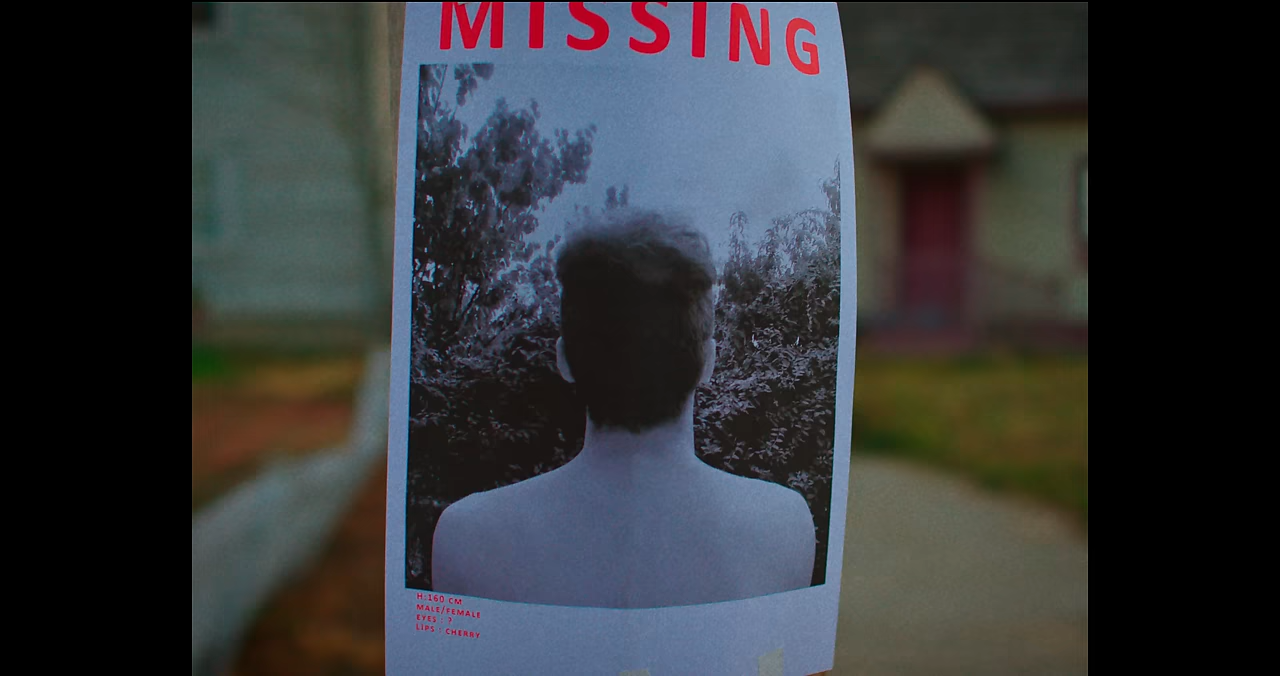 MISSING
H:160 CM
MALE/FEMALE
EYES : ?
LIPS : CHERRY